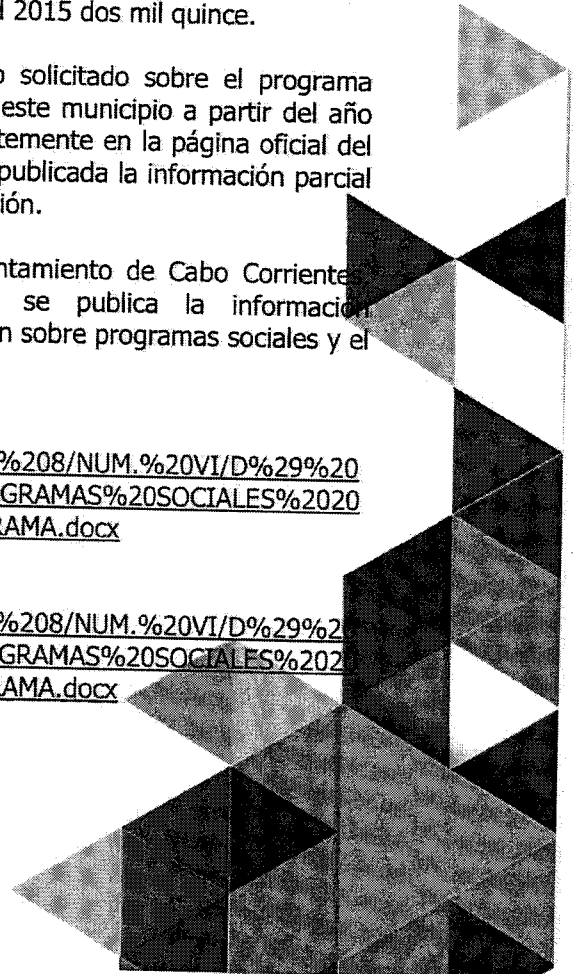 l 2015 dos mil quince.
o solicitado sobre el programa
este municipio a partir del año
temente en la página oficial del
publicada la información parcial
ión.
ntamiento de Cabo Corrientes,
se publica la información
n sobre programas sociales y el
%208/NUM.%20VI/D%29%20
GRAMAS%20SOCIALES%2020
RAMA.docx
%208/NUM.%20VI/D%29%20
GRAMAS%20SOCIALES%2020
RAMA.docx